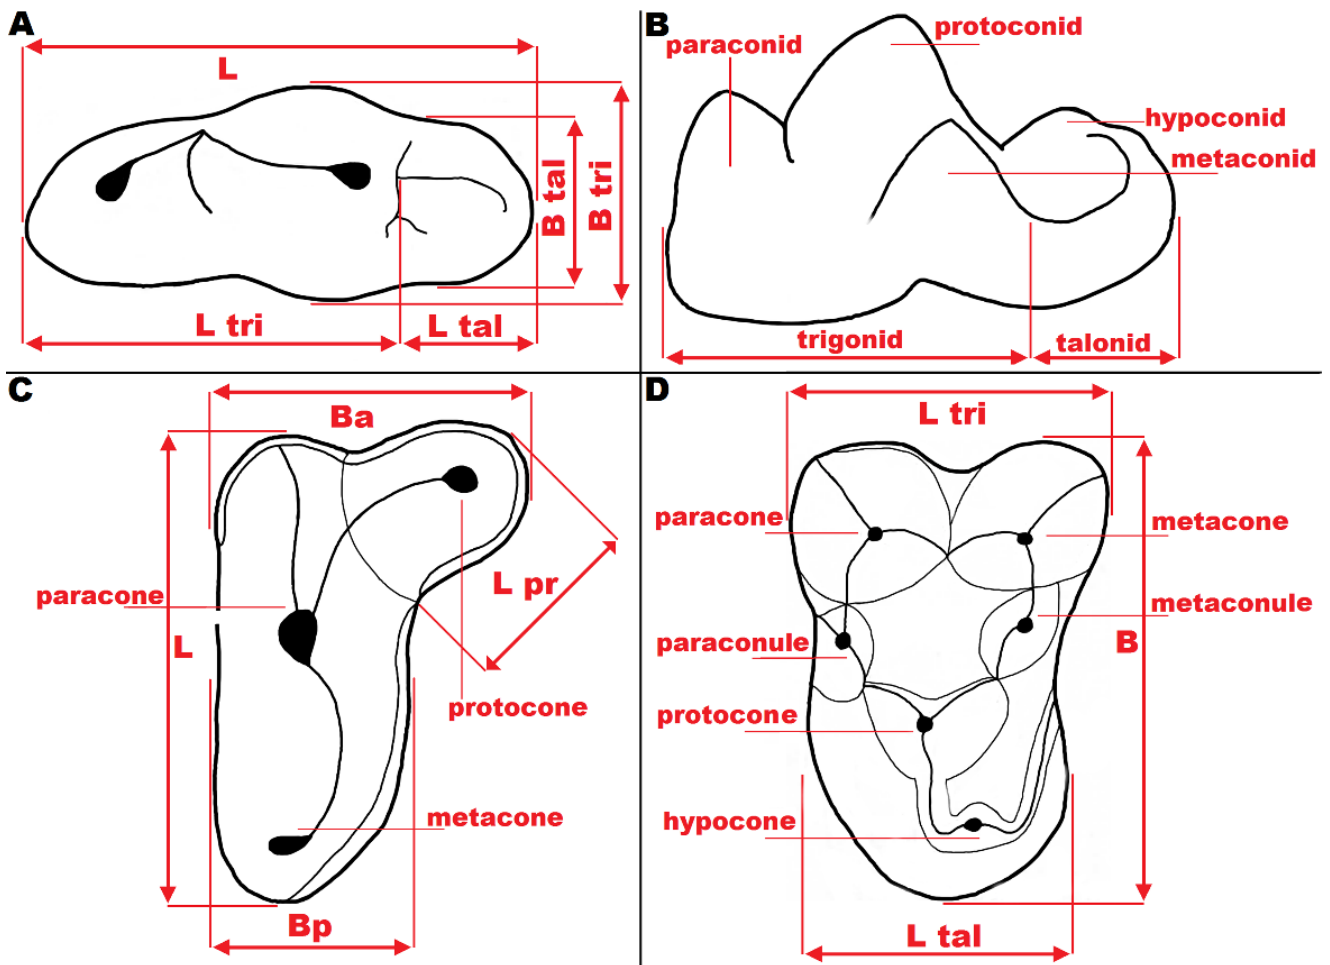 A
L
B tal
B tri
L tri
L tal
B
paraconid
protoconid
hypoconid
metaconid
trigonid
talonid
C
Ba
paracone
L
L pr
protocone
metacone
Bp
D
L tri
paracone
metacone
metaconule
paraconule
B
protocone
hypocone
L tal